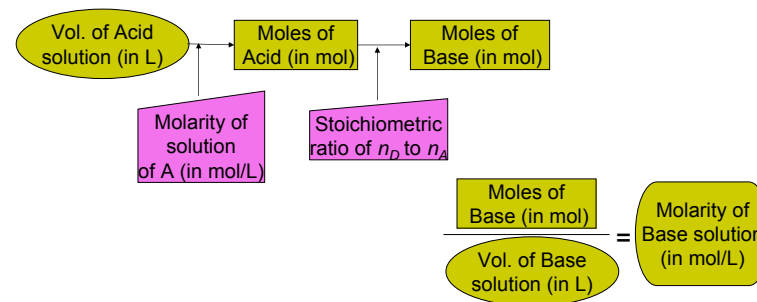 Vol. of Acid
solution (in L)
Moles of
Acid (in mol)
Moles of
Base (in mol)
Molarity of
solution
of A (in mol/L)
Stoichiometric
ratio of n_D to n_A
Moles of
Base (in mol)
Vol. of Base
solution (in L)
=
Molarity of
Base solution
(in mol/L)